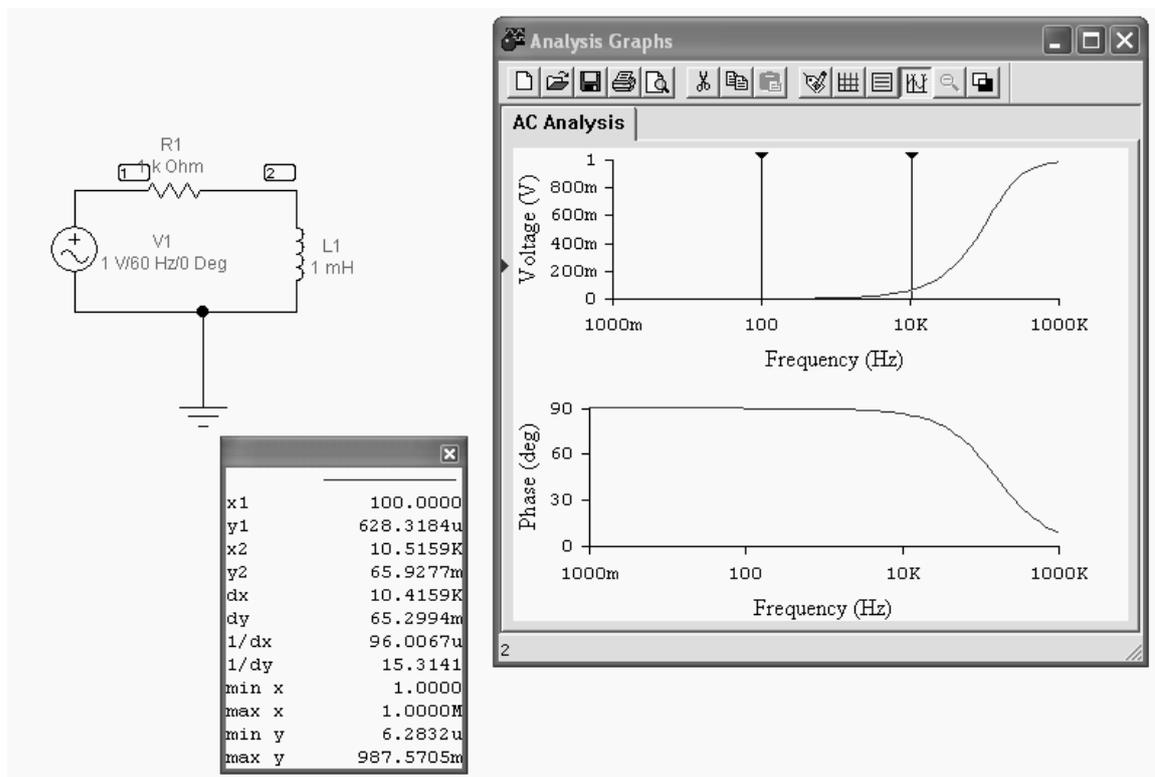 Analysis Graphs
AC Analysis
R1
1 k Ohm
1
2
V1
1 V/60 Hz/0 Deg
L1
1 mH
Voltage (V)
1
800m
600m
400m
200m
0
1000m 100 10K 1000K
Frequency (Hz)
Phase (deg)
90
60
30
0
1000m 100 10K 1000K
Frequency (Hz)
2
x1 100.0000
y1 628.3184u
x2 10.5159K
y2 65.9277m
dx 10.4159K
dy 65.2994m
1/dx 96.0067u
1/dy 15.3141
min x 1.0000
max x 1.0000M
min y 6.2832u
max y 987.5705m